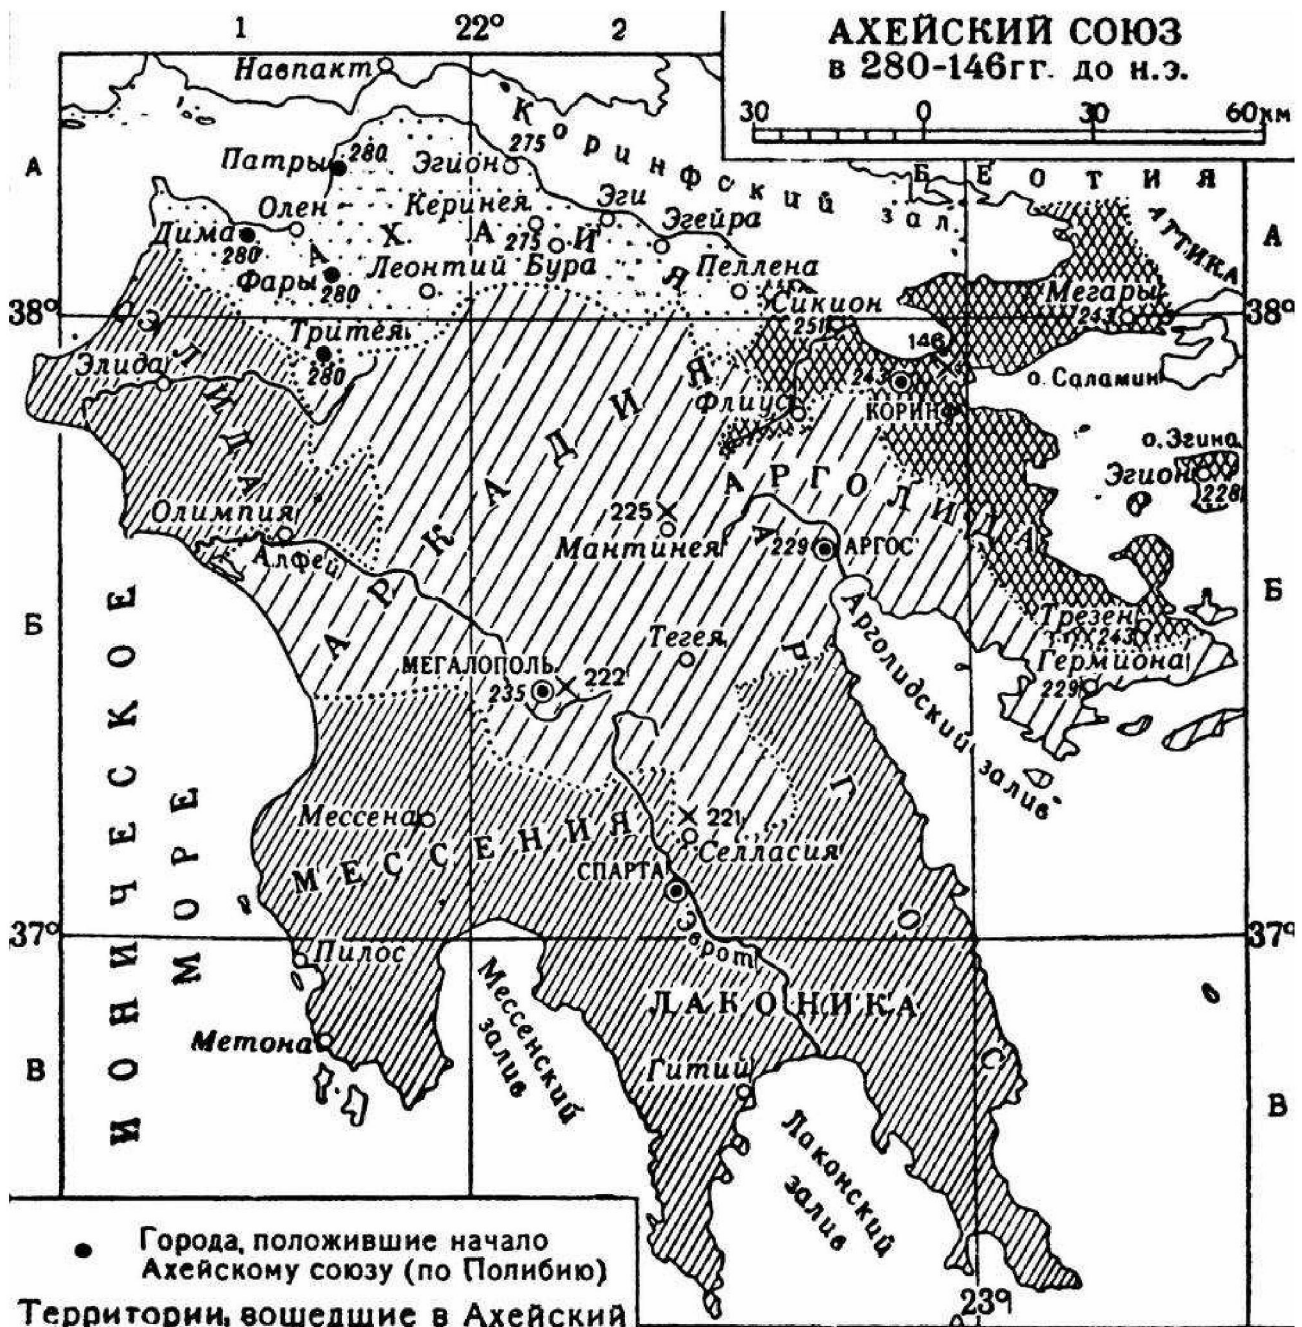 1
22°
2
АХЕЙСКИЙ СОЮЗ
в 280-146гг. до н.э.
30 0 30 60 км
Навпакт
Коринфский зал.
БЕОТИЯ
АТТИКА
А
А
Патры 280
Эгион 275
Олен
Керинея
Эги
Эгейра
АХАЙЯ
Дима 280
275
Фары 280
Леонтий
Бура
Пеллена
Сикион 251
Мегары 243
38°
38°
Тритея 280
146
о. Саламин
Элида
ЭЛИДА
243
КОРИНФ
Флиус
о. Эгина
Эгион
228
АРКАДИЯ
АРГОЛИДА
Олимпия
Алфей
225
Мантинея
229 АРГОС
Б
Б
Трезен 243
Тегея
Гермиона 229
МЕГАЛОПОЛЬ
235
222
Арголидский залив
АРГОС
ИОНИЧЕСКОЕ
МОРЕ
Мессена
МЕССЕНИЯ
221
Селласия
СПАРТА
Эврот
37°
37°
Пилос
Мессенский
залив
ЛАКОНИКА
Метона
Гитий
В
В
Лаконский
залив
23°
Города, положившие начало
Ахейскому союзу (по Полибию)
Территории, вошедшие в Ахейский